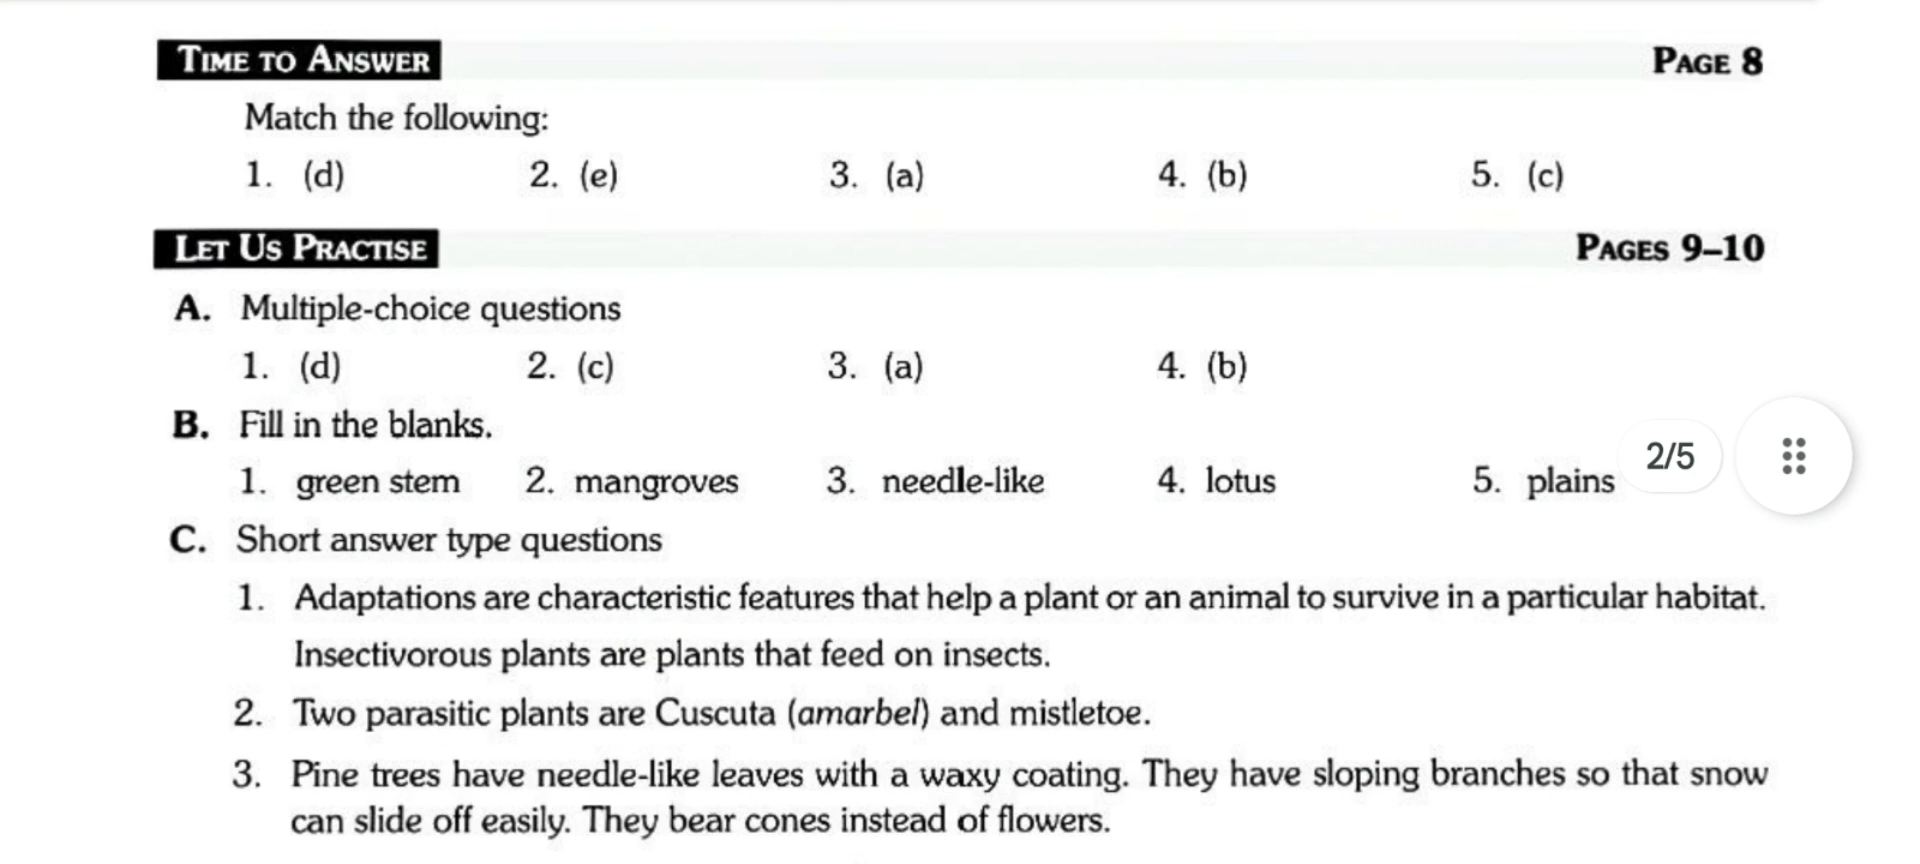 TIME TO ANSWER PAGE 8
Match the following:
1. (d) 2. (e) 3. (a) 4. (b) 5. (c)
LET US PRACTISE PAGES 9–10
A. Multiple-choice questions
1. (d) 2. (c) 3. (a) 4. (b)
B. Fill in the blanks.
2/5
1. green stem 2. mangroves 3. needle-like 4. lotus 5. plains
C. Short answer type questions
1. Adaptations are characteristic features that help a plant or an animal to survive in a particular habitat.
Insectivorous plants are plants that feed on insects.
2. Two parasitic plants are Cuscuta (amarbel) and mistletoe.
3. Pine trees have needle-like leaves with a waxy coating. They have sloping branches so that snow
can slide off easily. They bear cones instead of flowers.